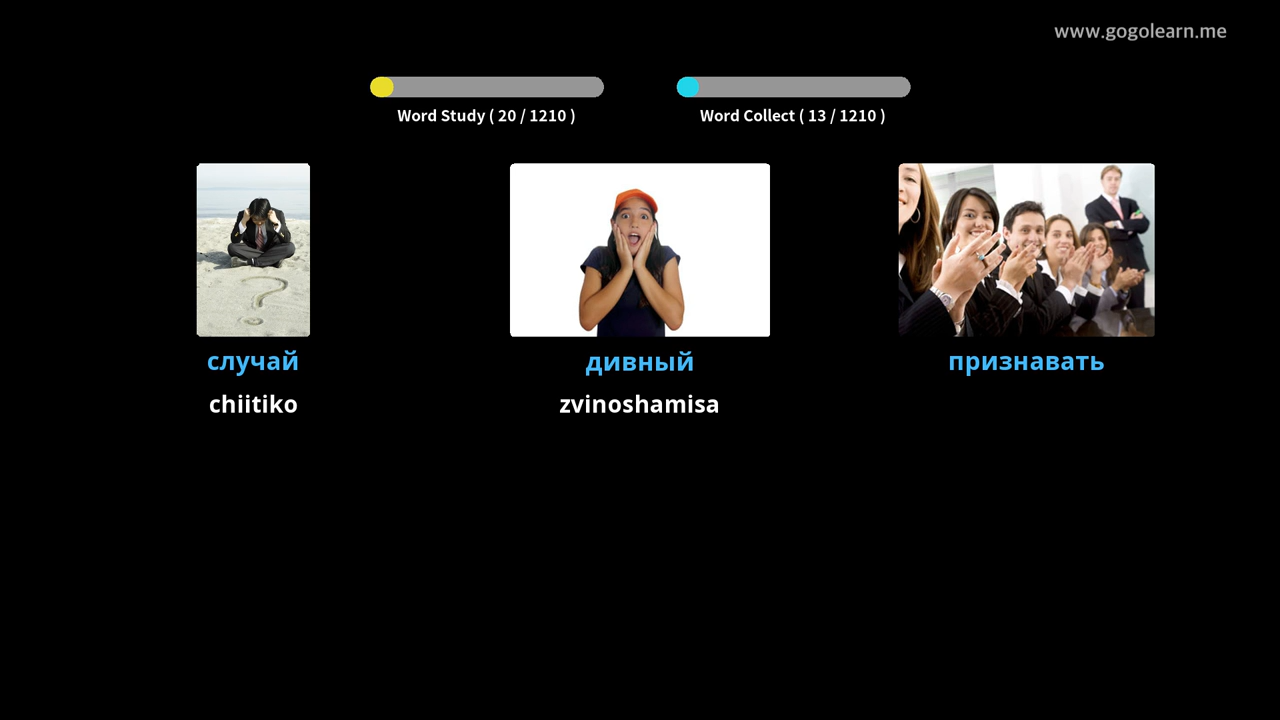 www.gogolearn.me
Word Study ( 20 / 1210 )
Word Collect ( 13 / 1210 )
случай
дивный
признавать
chiitiko
zvinoshamisa